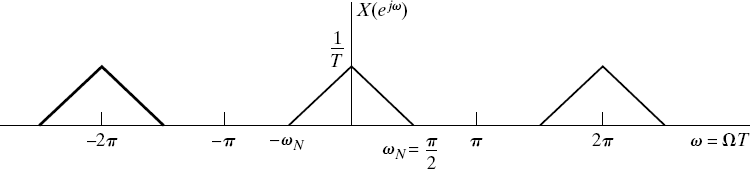 X(e^{jω})
1/T
–2π
–π
–ω_N
ω_N = π/2
π
2π
ω = ΩT